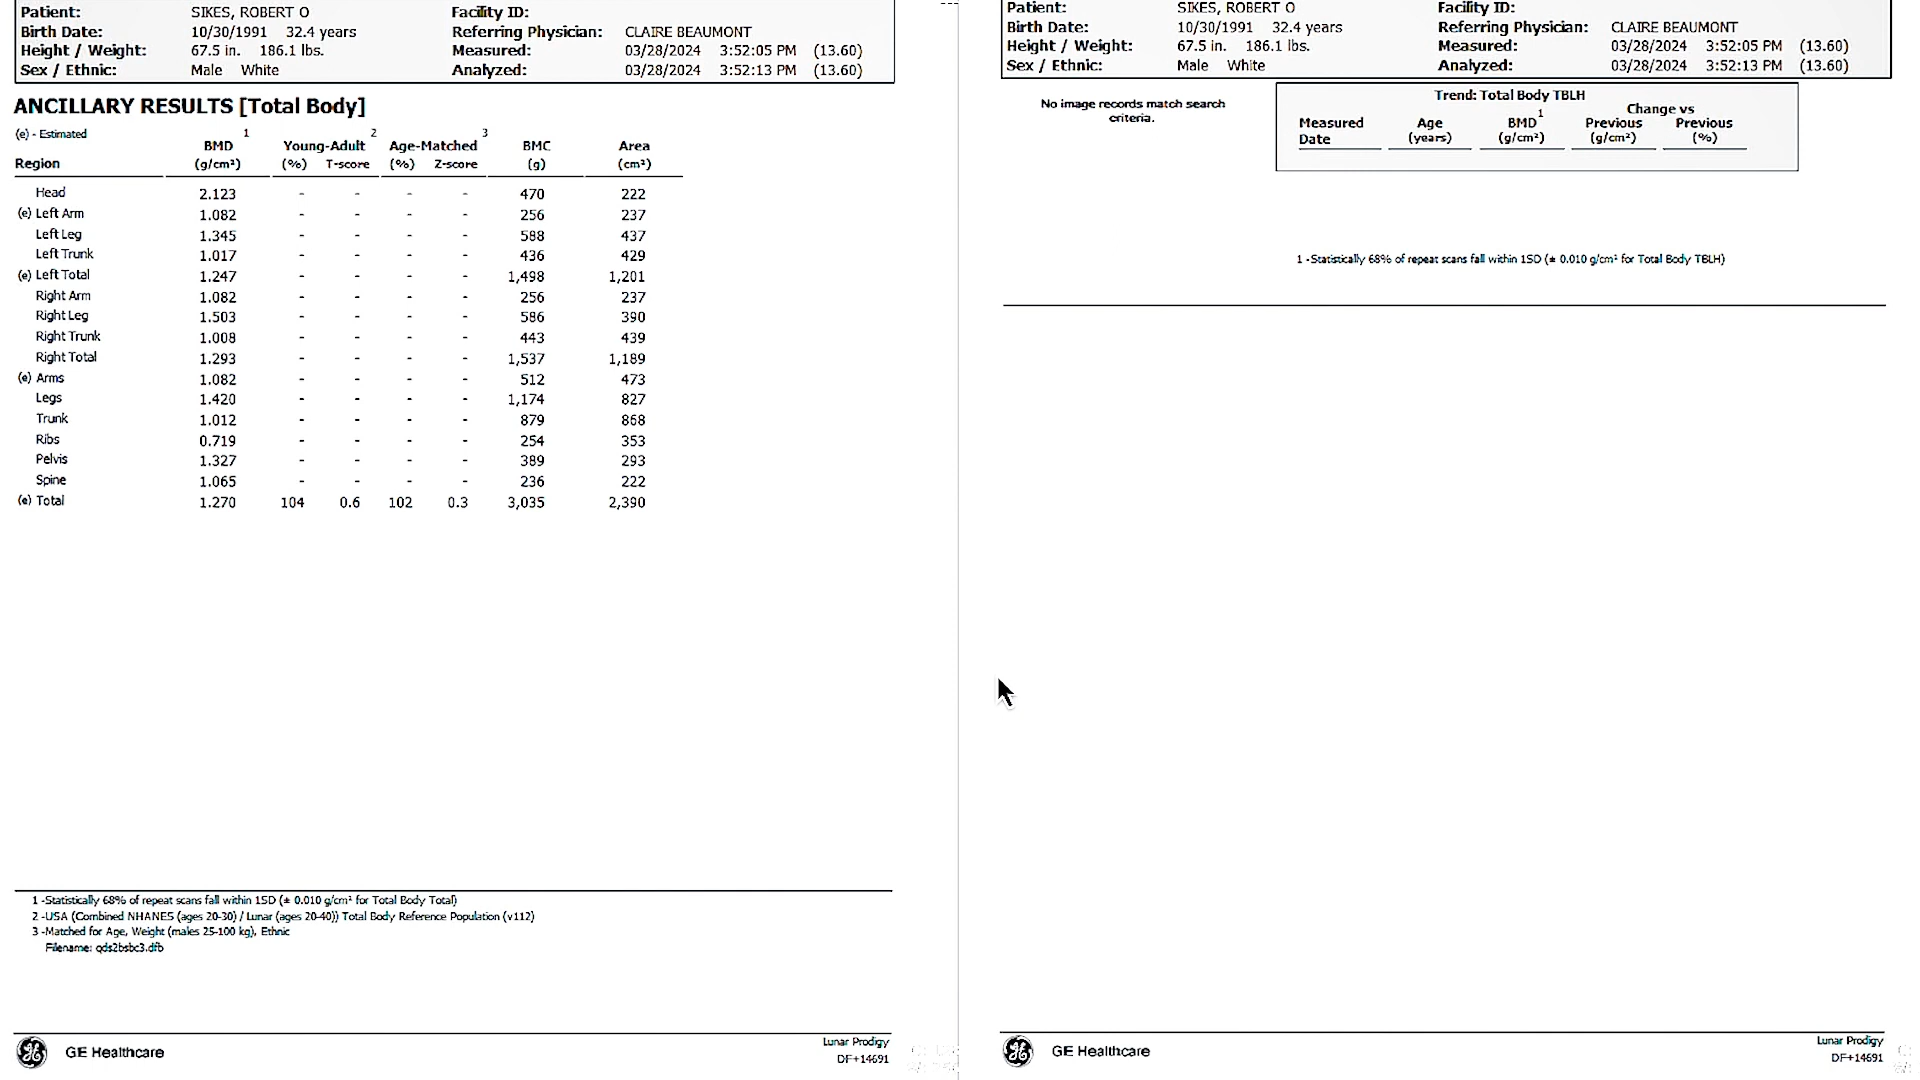 Patient: SIKES, ROBERT O Facility ID:
Birth Date: 10/30/1991 32.4 years Referring Physician: CLAIRE BEAUMONT
Height / Weight: 67.5 in. 186.1 lbs. Measured: 03/28/2024 3:52:05 PM (13.60)
Sex / Ethnic: Male White Analyzed: 03/28/2024 3:52:13 PM (13.60)
ANCILLARY RESULTS [Total Body]
(e) - Estimated
1 2 3
BMD Young-Adult Age-Matched BMC Area
Region (g/cm²) (%) T-score (%) Z-score (g) (cm²)
Head 2.123 - - - - 470 222
(e) Left Arm 1.082 - - - - 256 237
Left Leg 1.345 - - - - 588 437
Left Trunk 1.017 - - - - 436 429
(e) Left Total 1.247 - - - - 1,498 1,201
Right Arm 1.082 - - - - 256 237
Right Leg 1.503 - - - - 586 390
Right Trunk 1.008 - - - - 443 439
Right Total 1.293 - - - - 1,537 1,189
(e) Arms 1.082 - - - - 512 473
Legs 1.420 - - - - 1,174 827
Trunk 1.012 - - - - 879 868
Ribs 0.719 - - - - 254 353
Pelvis 1.327 - - - - 389 293
Spine 1.065 - - - - 236 222
(e) Total 1.270 104 0.6 102 0.3 3,035 2,390
1 -Statistically 68% of repeat scans fall within 1SD (± 0.010 g/cm² for Total Body Total)
2 -USA (Combined NHANES (ages 20-30) / Lunar (ages 20-40)) Total Body Reference Population (v112)
3 -Matched for Age, Weight (males 25-100 kg), Ethnic
Filename: qds2bsbc3.dfb
GE Healthcare
Lunar Prodigy
DF+14691
Patient: SIKES, ROBERT O Facility ID:
Birth Date: 10/30/1991 32.4 years Referring Physician: CLAIRE BEAUMONT
Height / Weight: 67.5 in. 186.1 lbs. Measured: 03/28/2024 3:52:05 PM (13.60)
Sex / Ethnic: Male White Analyzed: 03/28/2024 3:52:13 PM (13.60)
No image records match search
criteria.
Trend: Total Body TBLH
Change vs
Measured Age BMD 1 Previous Previous
Date (years) (g/cm²) (g/cm²) (%)
1 -Statistically 68% of repeat scans fall within 1SD (± 0.010 g/cm² for Total Body TBLH)
GE Healthcare
Lunar Prodigy
DF+14691